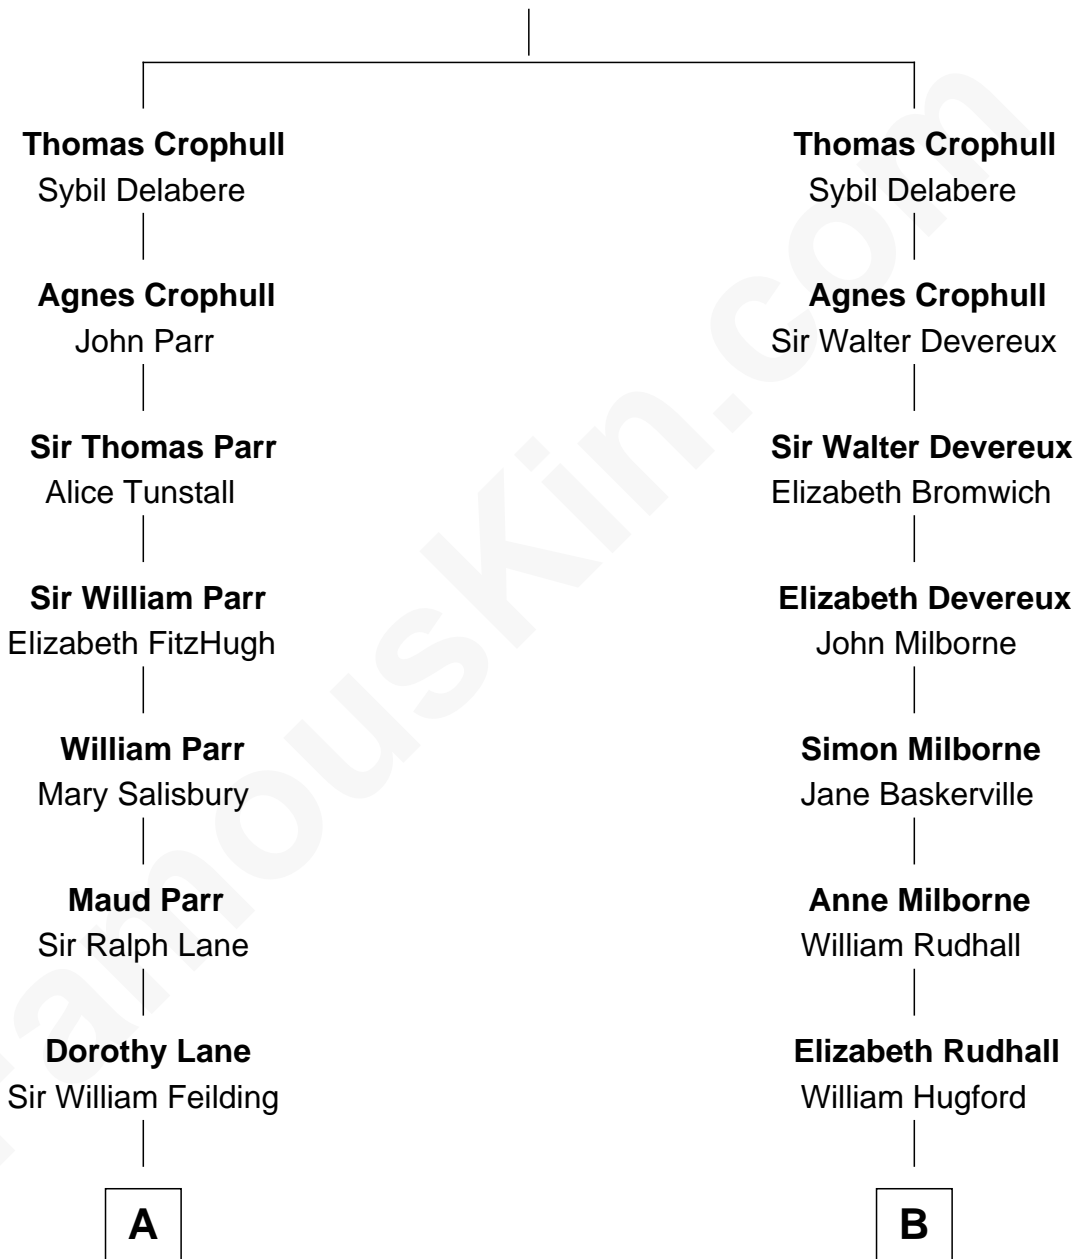 Thomas Crophull
Sybil Delabere
Agnes Crophull
John Parr
Sir Thomas Parr
Alice Tunstall
Sir William Parr
Elizabeth FitzHugh
William Parr
Mary Salisbury
Maud Parr
Sir Ralph Lane
Dorothy Lane
Sir William Feilding
A
Thomas Crophull
Sybil Delabere
Agnes Crophull
Sir Walter Devereux
Sir Walter Devereux
Elizabeth Bromwich
Elizabeth Devereux
John Milborne
Simon Milborne
Jane Baskerville
Anne Milborne
William Rudhall
Elizabeth Rudhall
William Hugford
B
famouskin.com